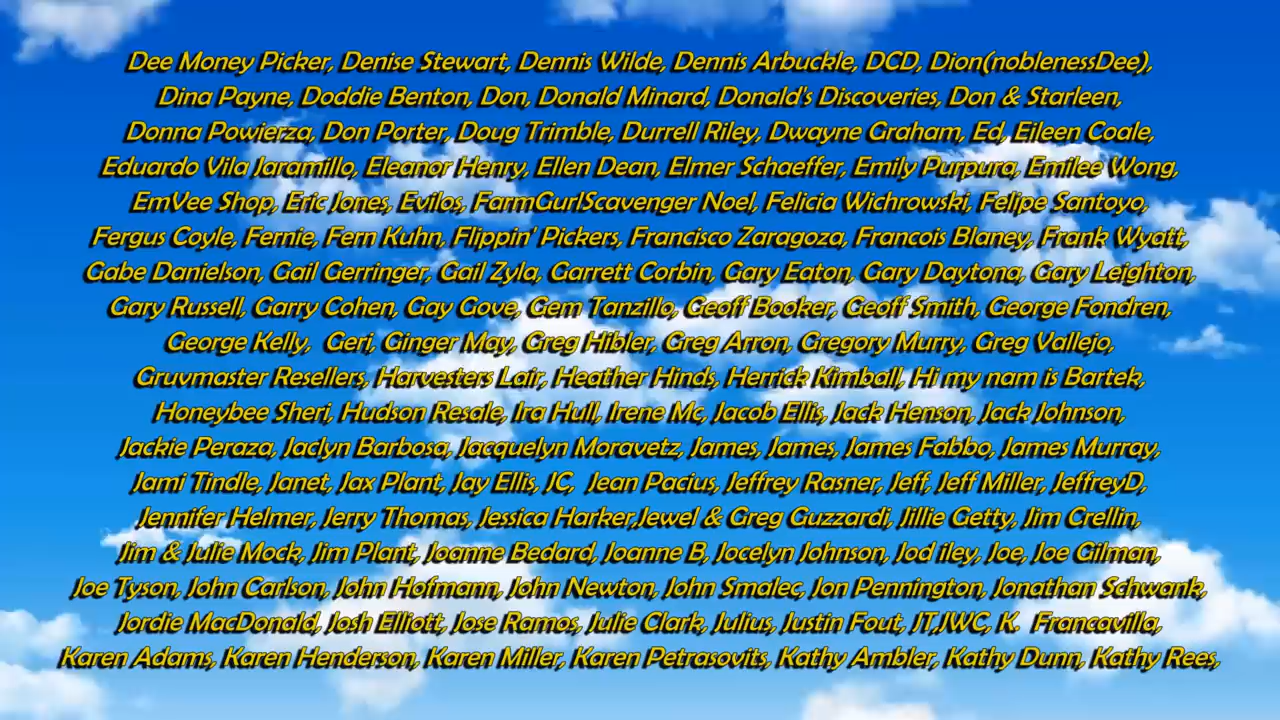 Dee Money Picker, Denise Stewart, Dennis Wilde, Dennis Arbuckle, DCD, Dion(noblenessDee),
Dina Payne, Doddie Benton, Don, Donald Minard, Donald's Discoveries, Don & Starleen,
Donna Powierza, Don Porter, Doug Trimble, Durrell Riley, Dwayne Graham, Ed, Eileen Coale,
Eduardo Vila Jaramillo, Eleanor Henry, Ellen Dean, Elmer Schaeffer, Emily Purpura, Emilee Wong,
EmVee Shop, Eric Jones, Evilos, FarmGurlScavenger Noel, Felicia Wichrowski, Felipe Santoyo,
Fergus Coyle, Fernie, Fern Kuhn, Flippin' Pickers, Francisco Zaragoza, Francois Blaney, Frank Wyatt,
Gabe Danielson, Gail Gerringer, Gail Zyla, Garrett Corbin, Gary Eaton, Gary Daytona, Gary Leighton,
Gary Russell, Garry Cohen, Gay Gove, Gem Tanzillo, Geoff Booker, Geoff Smith, George Fondren,
George Kelly,  Geri, Ginger May, Greg Hibler, Greg Arron, Gregory Murry, Greg Vallejo,
Gruvmaster Resellers, Harvesters Lair, Heather Hinds, Herrick Kimball, Hi my nam is Bartek,
Honeybee Sheri, Hudson Resale, Ira Hull, Irene Mc, Jacob Ellis, Jack Henson, Jack Johnson,
Jackie Peraza, Jaclyn Barbosa, Jacquelyn Moravetz, James, James, James Fabbo, James Murray,
Jami Tindle, Janet, Jax Plant, Jay Ellis, JC,  Jean Pacius, Jeffrey Rasner, Jeff, Jeff Miller, JeffreyD,
Jennifer Helmer, Jerry Thomas, Jessica Harker,Jewel & Greg Guzzardi, Jillie Getty, Jim Crellin,
Jim & Julie Mock, Jim Plant, Joanne Bedard, Joanne B, Jocelyn Johnson, Jod iley, Joe, Joe Gilman,
Joe Tyson, John Carlson, John Hofmann, John Newton, John Smalec, Jon Pennington, Jonathan Schwank,
Jordie MacDonald, Josh Elliott, Jose Ramos, Julie Clark, Julius, Justin Fout, JT,JWC, K.  Francavilla,
Karen Adams, Karen Henderson, Karen Miller, Karen Petrasovits, Kathy Ambler, Kathy Dunn, Kathy Rees,